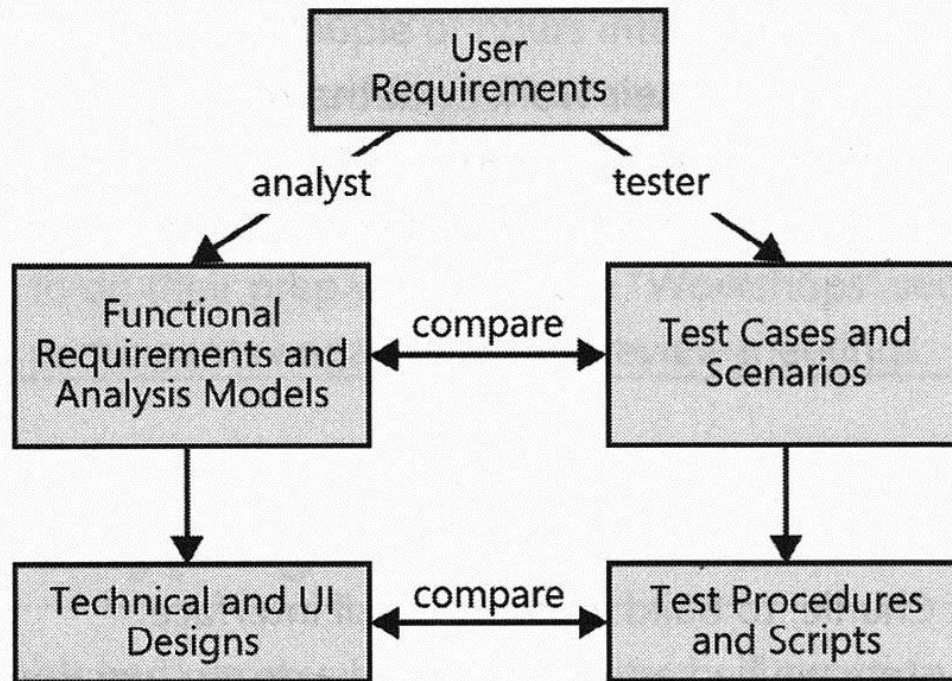 User
Requirements
analyst
tester
Functional
Requirements and
Analysis Models
compare
Test Cases and
Scenarios
Technical and UI
Designs
compare
Test Procedures
and Scripts